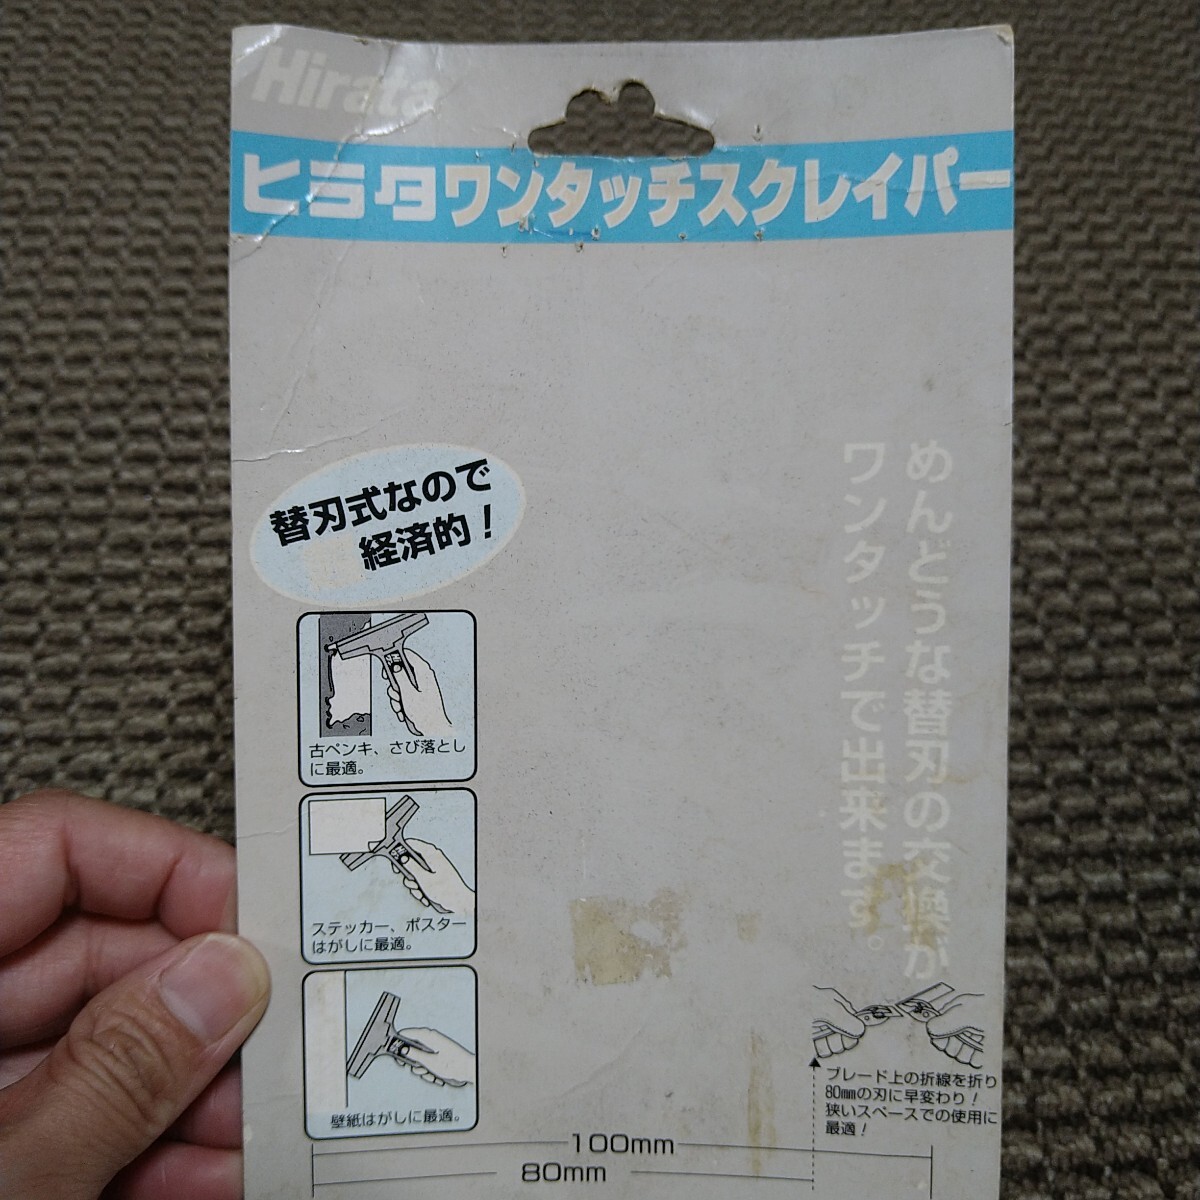 Hirata
ヒラタワンタッチスクレイパー
替刃式なので
経済的！
めんどうな替刃の交換が
ワンタッチで出来ます。
古ペンキ、さび落とし
に最適。
ステッカー、ポスター
はがしに最適。
壁紙はがしに最適。
ブレード上の折線を折り
80mmの刃に早変わり！
狭いスペースでの使用に
最適！
100mm
80mm